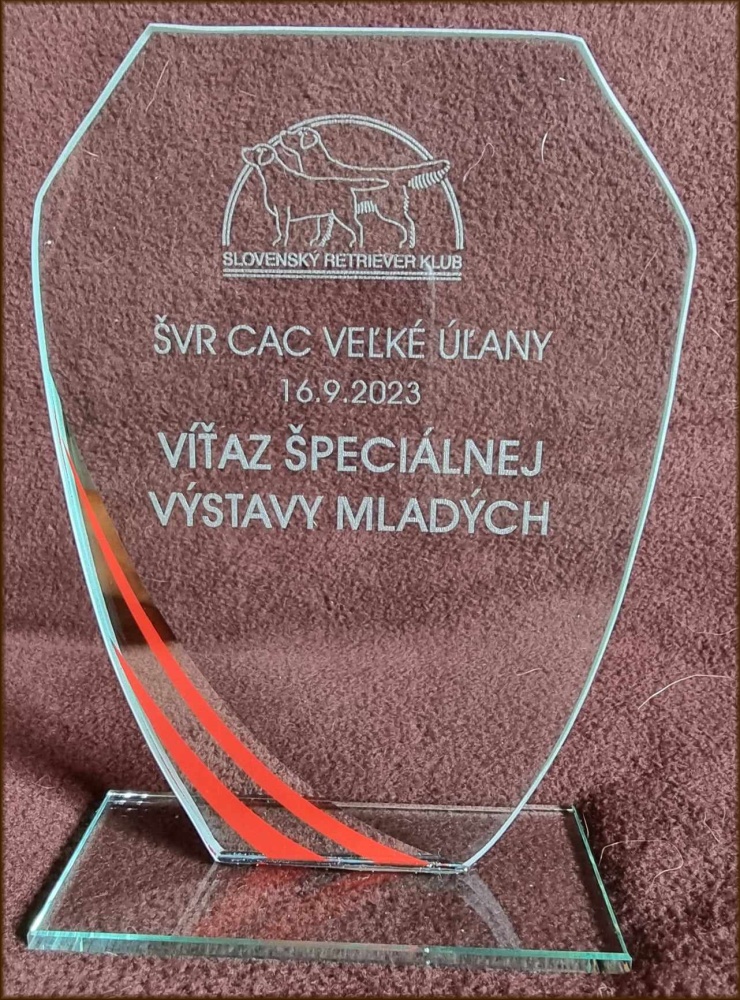 SLOVENSKÝ RETRIEVER KLUB
ŠVR CAC VEĽKÉ ÚĽANY
16.9.2023
VÍŤAZ ŠPECIÁLNEJ
VÝSTAVY MLADÝCH